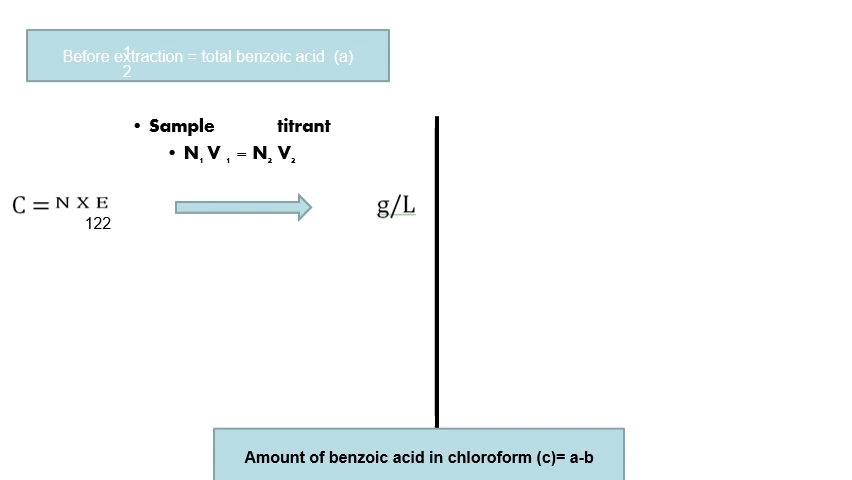 Before extraction = total benzoic acid (a)
1
2
• Sample titrant
• N₁ V ₁ = N₂ V₂
C = N X E
122
g/L
Amount of benzoic acid in chloroform (c)= a-b